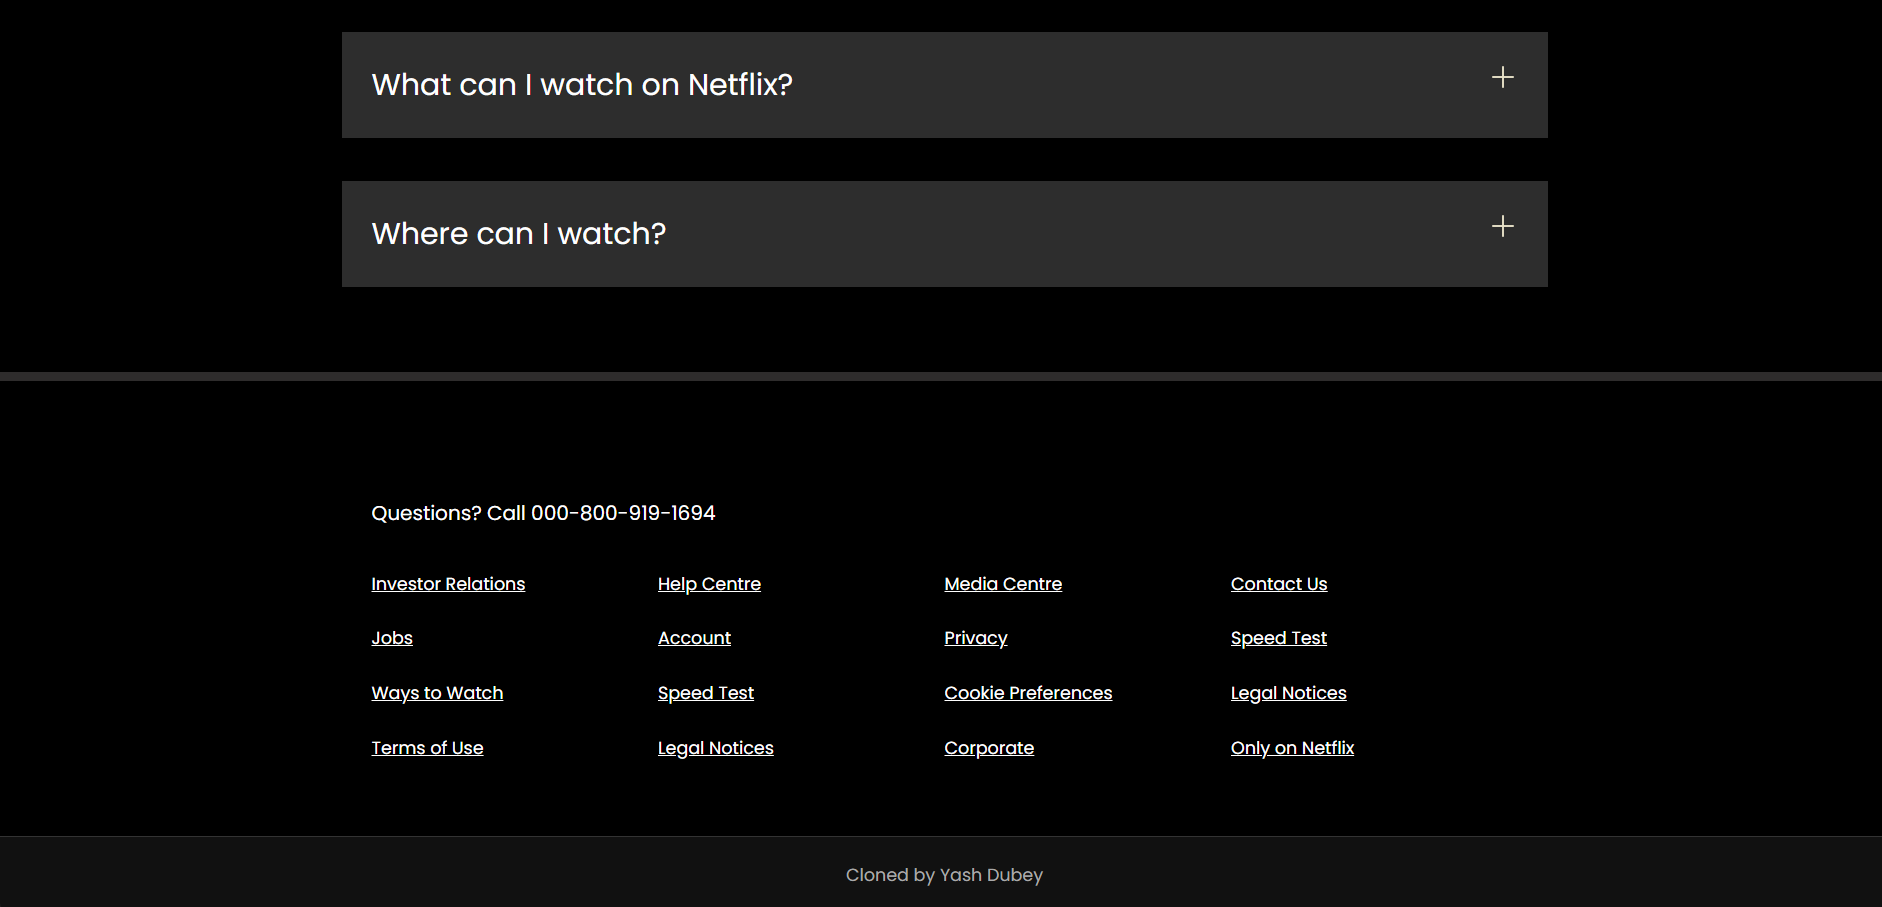 What can I watch on Netflix?
Where can I watch?
Questions? Call 000-800-919-1694
Investor Relations Help Centre Media Centre Contact Us
Jobs Account Privacy Speed Test
Ways to Watch Speed Test Cookie Preferences Legal Notices
Terms of Use Legal Notices Corporate Only on Netflix
Cloned by Yash Dubey